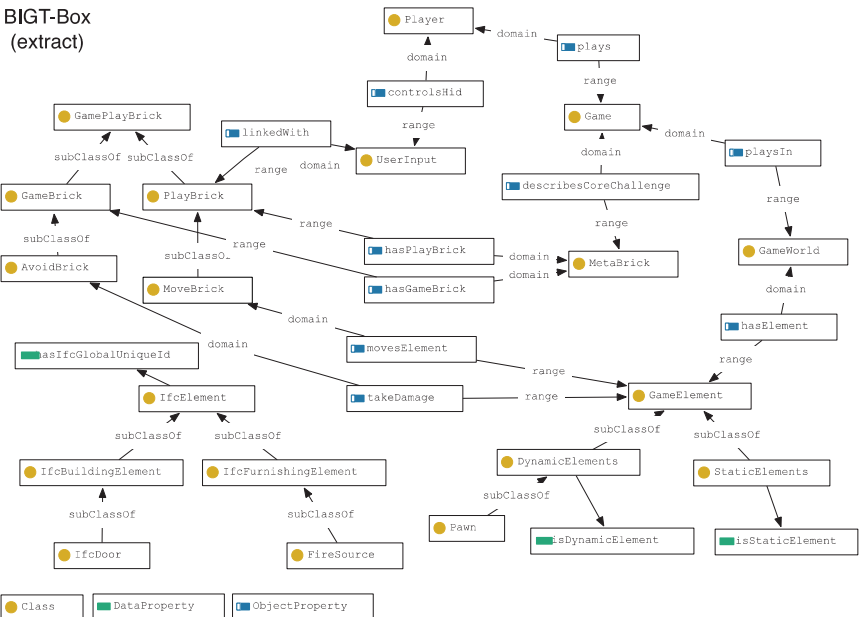 BIGT-Box
(extract)
Player
domain
plays
domain
range
controlsHid
GamePlayBrick
range
Game
linkedWith
domain
playsIn
subClassOf
subClassOf
range
domain
UserInput
domain
range
GameBrick
PlayBrick
describesCoreChallenge
range
range
subClassOf
range
hasPlayBrick
domain
GameWorld
AvoidBrick
subClassOf
MetaBrick
domain
MoveBrick
hasGameBrick
domain
domain
hasElement
domain
movesElement
range
hasIfcGlobalUniqueId
range
IfcElement
takeDamage
range
GameElement
subClassOf
subClassOf
subClassOf
subClassOf
IfcBuildingElement
IfcFurnishingElement
DynamicElements
StaticElements
subClassOf
subClassOf
subClassOf
Pawn
IfcDoor
FireSource
isDynamicElement
isStaticElement
Class
DataProperty
ObjectProperty